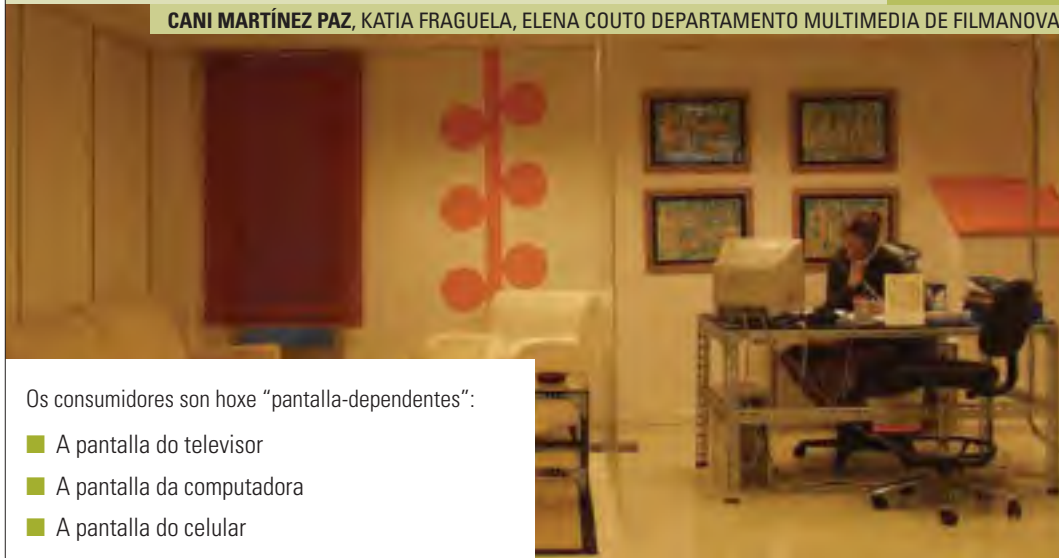 CANI MARTÍNEZ PAZ, KATIA FRAGUELA, ELENA COUTO DEPARTAMENTO MULTIMEDIA DE FILMANOVA
Os consumidores son hoxe “pantalla-dependentes”:
■ A pantalla do televisor
■ A pantalla da computadora
■ A pantalla do celular